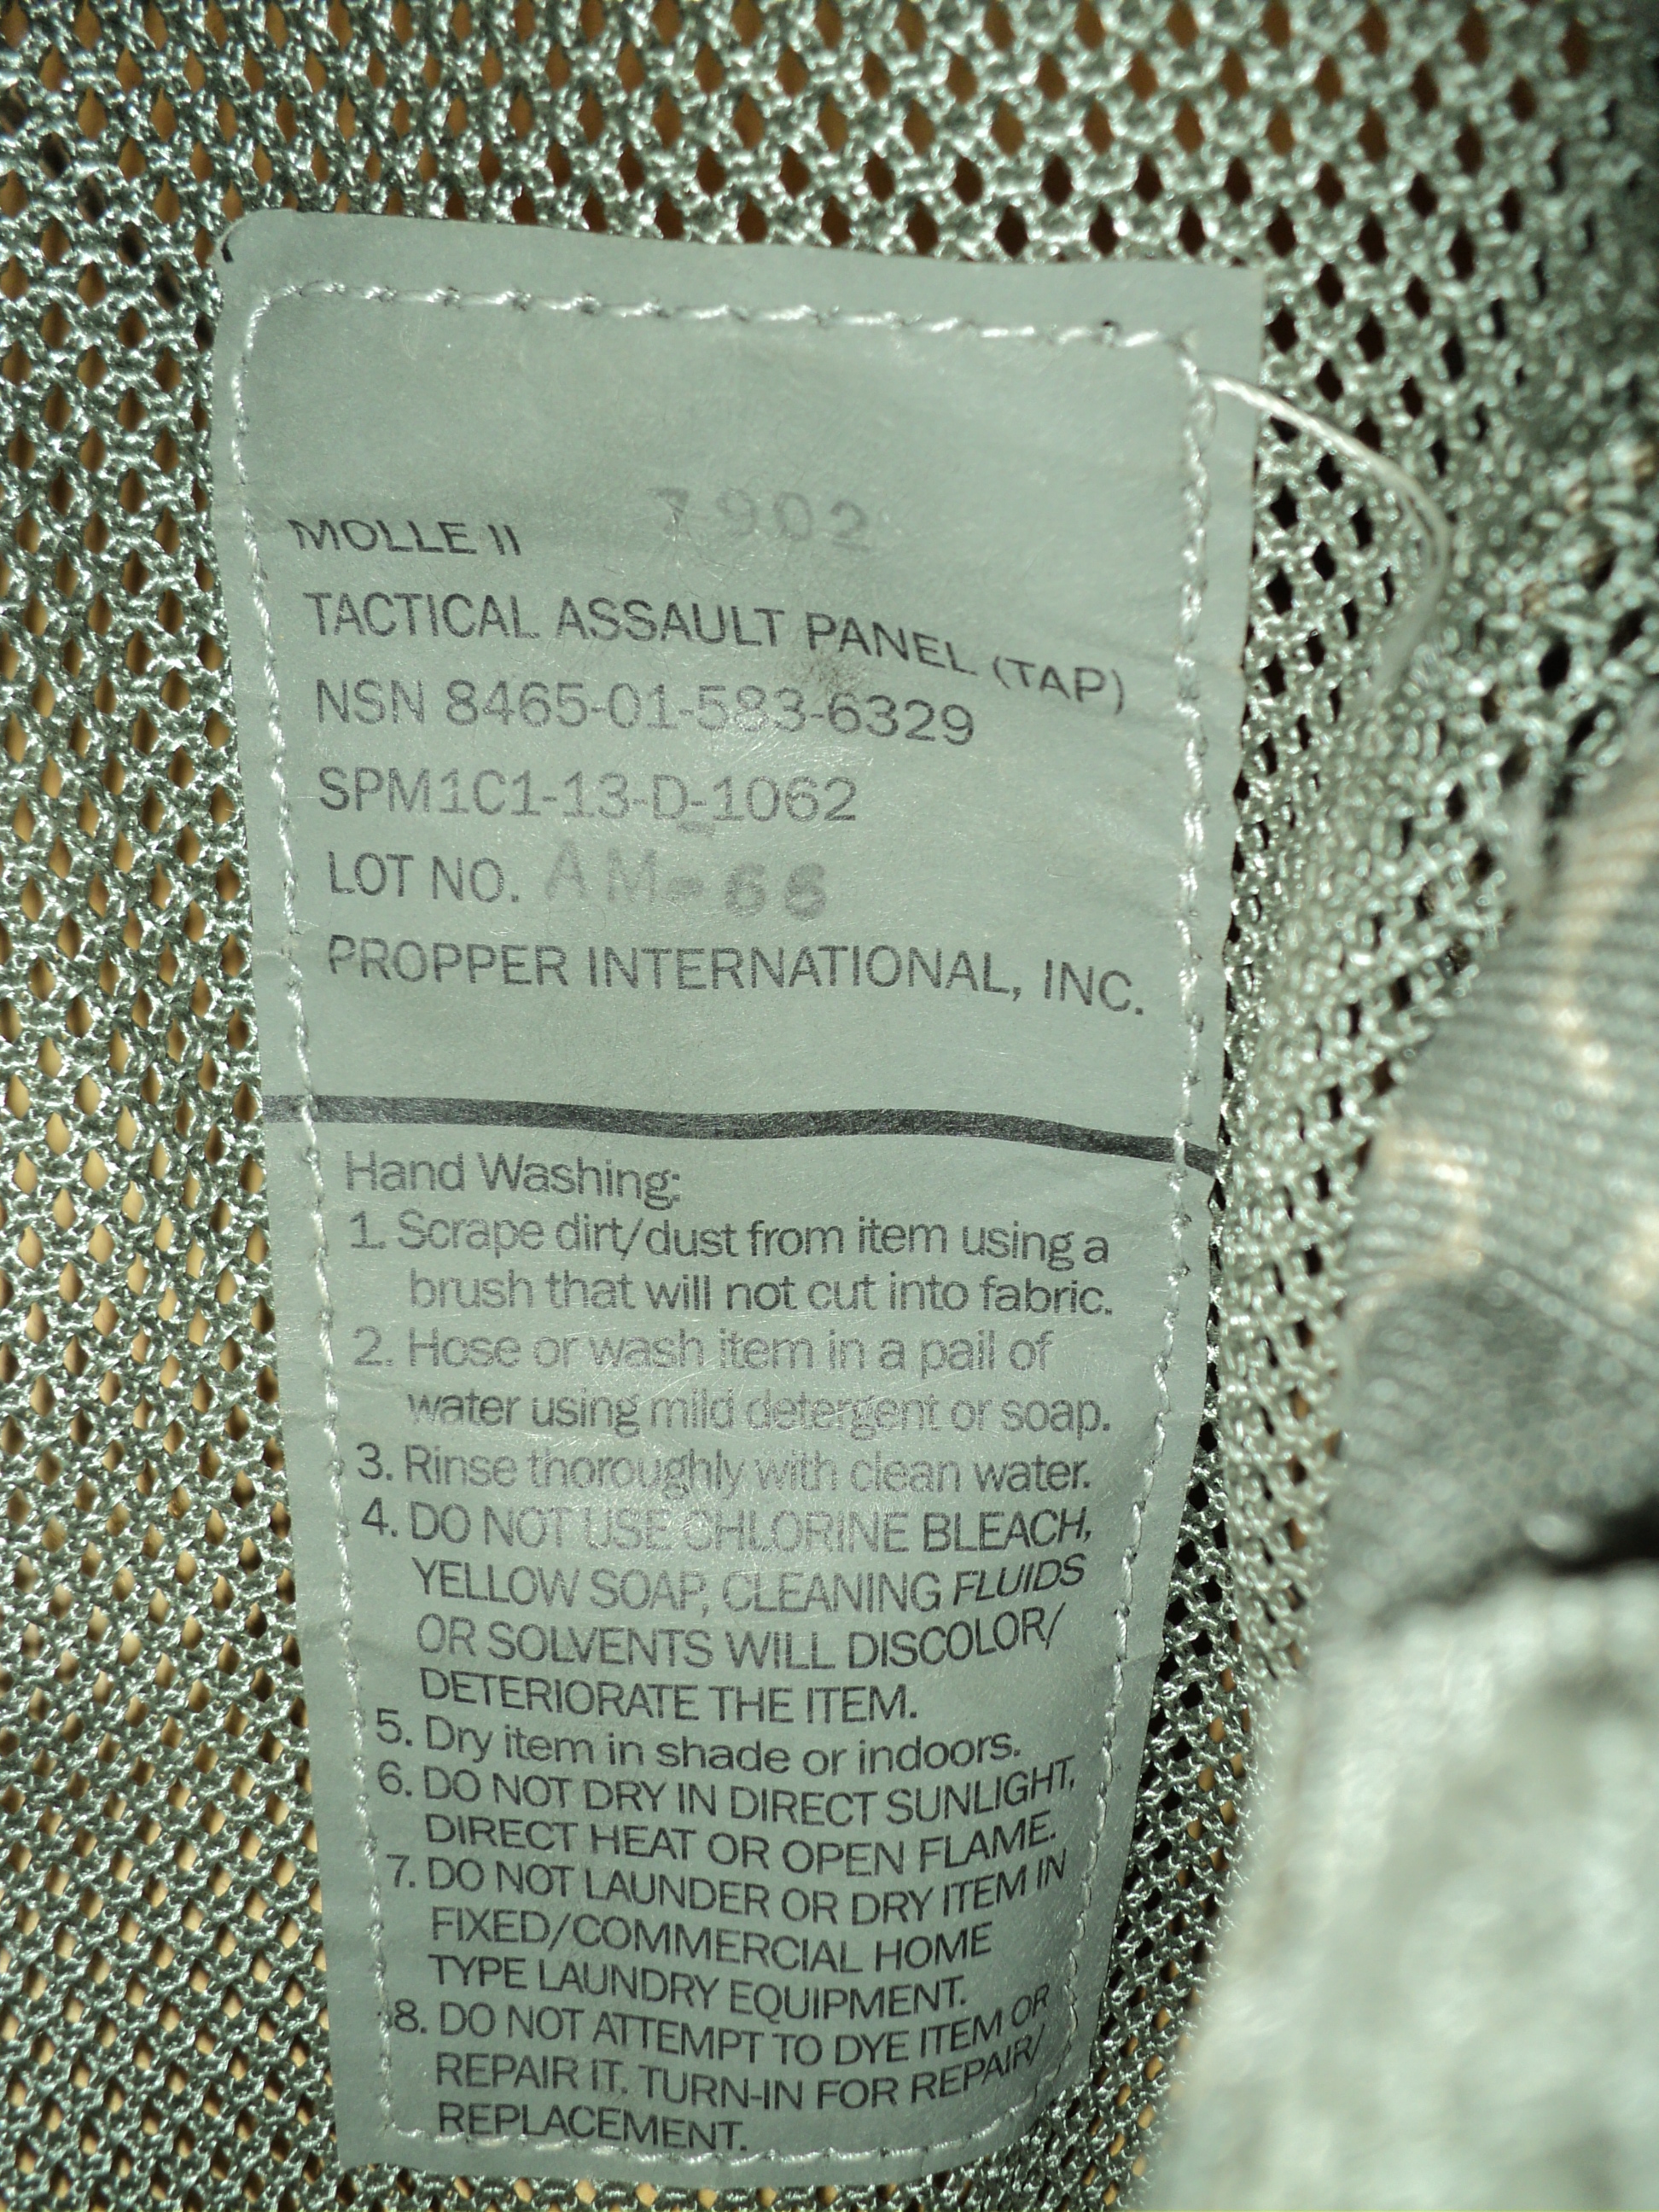 MOLLE II 7902
TACTICAL ASSAULT PANEL (TAP)
NSN 8465-01-583-6329
SPM1C1-13-D-1062
LOT NO. AM-66
PROPPER INTERNATIONAL, INC.
Hand Washing:
1. Scrape dirt/dust from item using a
brush that will not cut into fabric.
2. Hose or wash item in a pail of
water using mild detergent or soap.
3. Rinse thoroughly with clean water.
4. DO NOT USE CHLORINE BLEACH,
YELLOW SOAP, CLEANING FLUIDS
OR SOLVENTS WILL DISCOLOR/
DETERIORATE THE ITEM.
5. Dry item in shade or indoors.
6. DO NOT DRY IN DIRECT SUNLIGHT,
DIRECT HEAT OR OPEN FLAME.
7. DO NOT LAUNDER OR DRY ITEM IN
FIXED/COMMERCIAL HOME
TYPE LAUNDRY EQUIPMENT.
8. DO NOT ATTEMPT TO DYE ITEM OR
REPAIR IT. TURN-IN FOR REPAIR/
REPLACEMENT.